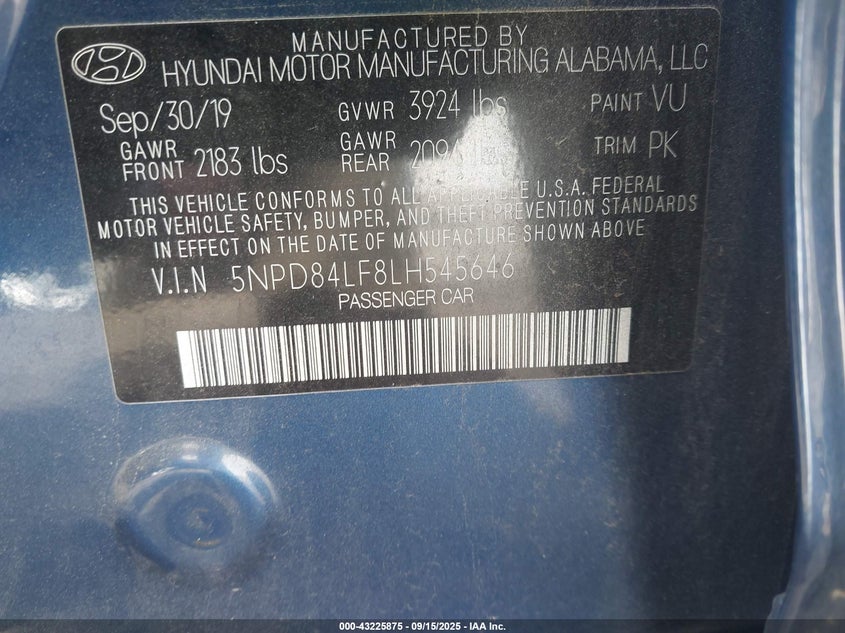 MANUFACTURED BY
HYUNDAI MOTOR MANUFACTURING ALABAMA, LLC
Sep/30/19 GVWR 3924 lbs PAINT VU
GAWR FRONT 2183 lbs GAWR REAR TRIM PK
THIS VEHICLE CONFORMS TO ALL APPLICABLE U.S.A. FEDERAL
MOTOR VEHICLE SAFETY, BUMPER, AND THEFT PREVENTION STANDARDS
IN EFFECT ON THE DATE OF MANUFACTURE SHOWN ABOVE
V.I.N 5NPD84LF8LH545646
PASSENGER CAR
000-43225875 - 09/15/2025 - IAA Inc.